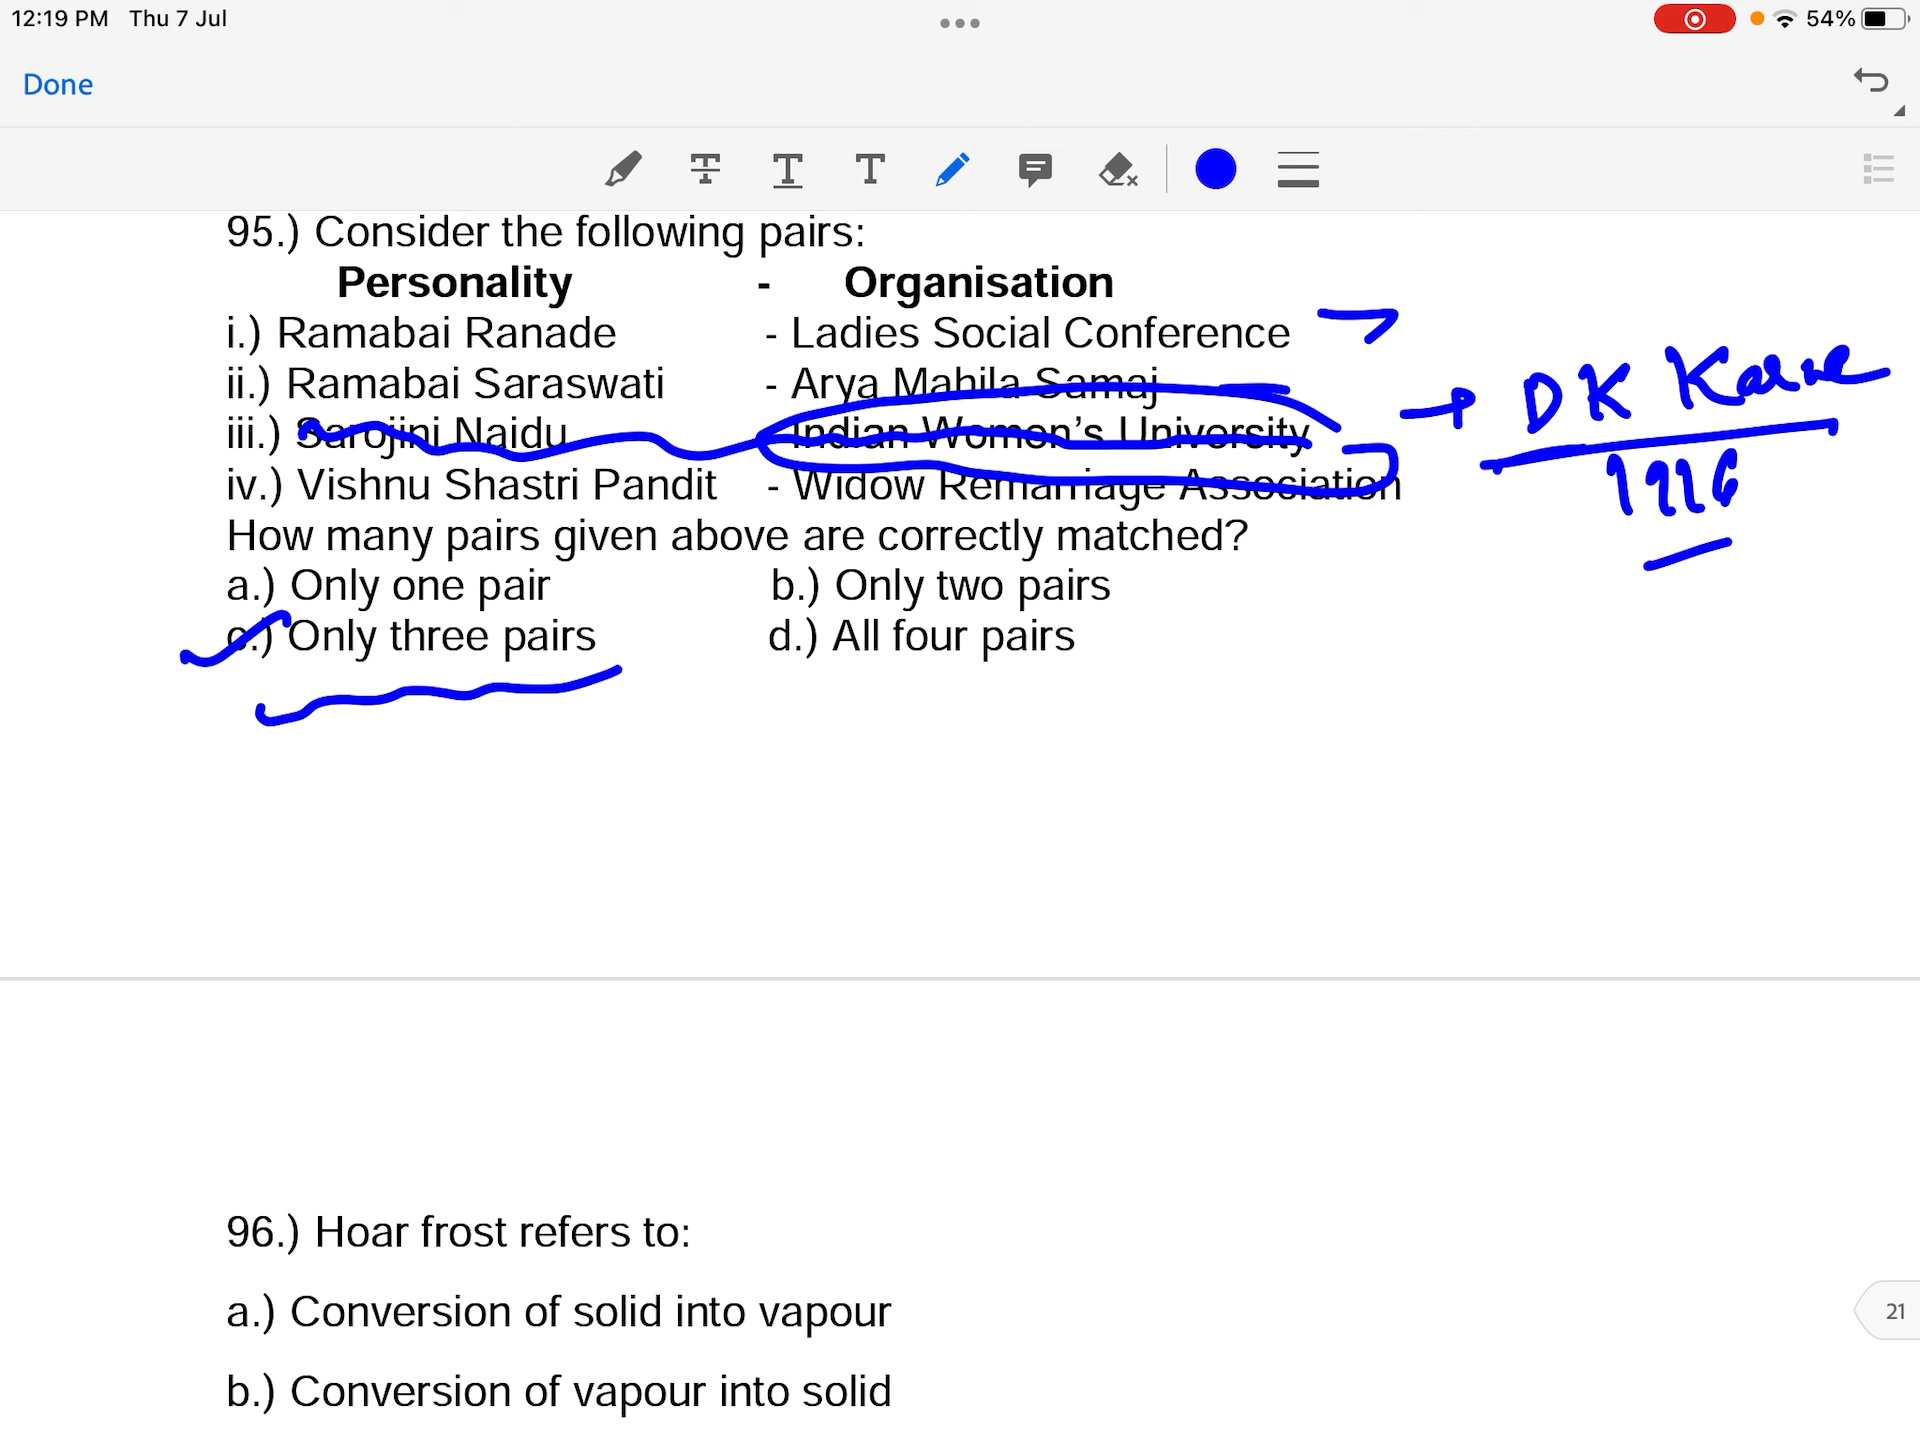 12:19 PM Thu 7 Jul
54%
Done
95.) Consider the following pairs:
Personality - Organisation
i.) Ramabai Ranade - Ladies Social Conference
ii.) Ramabai Saraswati - Arya Mahila Samaj
iii.) Sarojini Naidu - Indian Women's University
→ DK Karve
1916
iv.) Vishnu Shastri Pandit - Widow Remarriage Association
How many pairs given above are correctly matched?
a.) Only one pair b.) Only two pairs
c.) Only three pairs d.) All four pairs
96.) Hoar frost refers to:
a.) Conversion of solid into vapour
21
b.) Conversion of vapour into solid